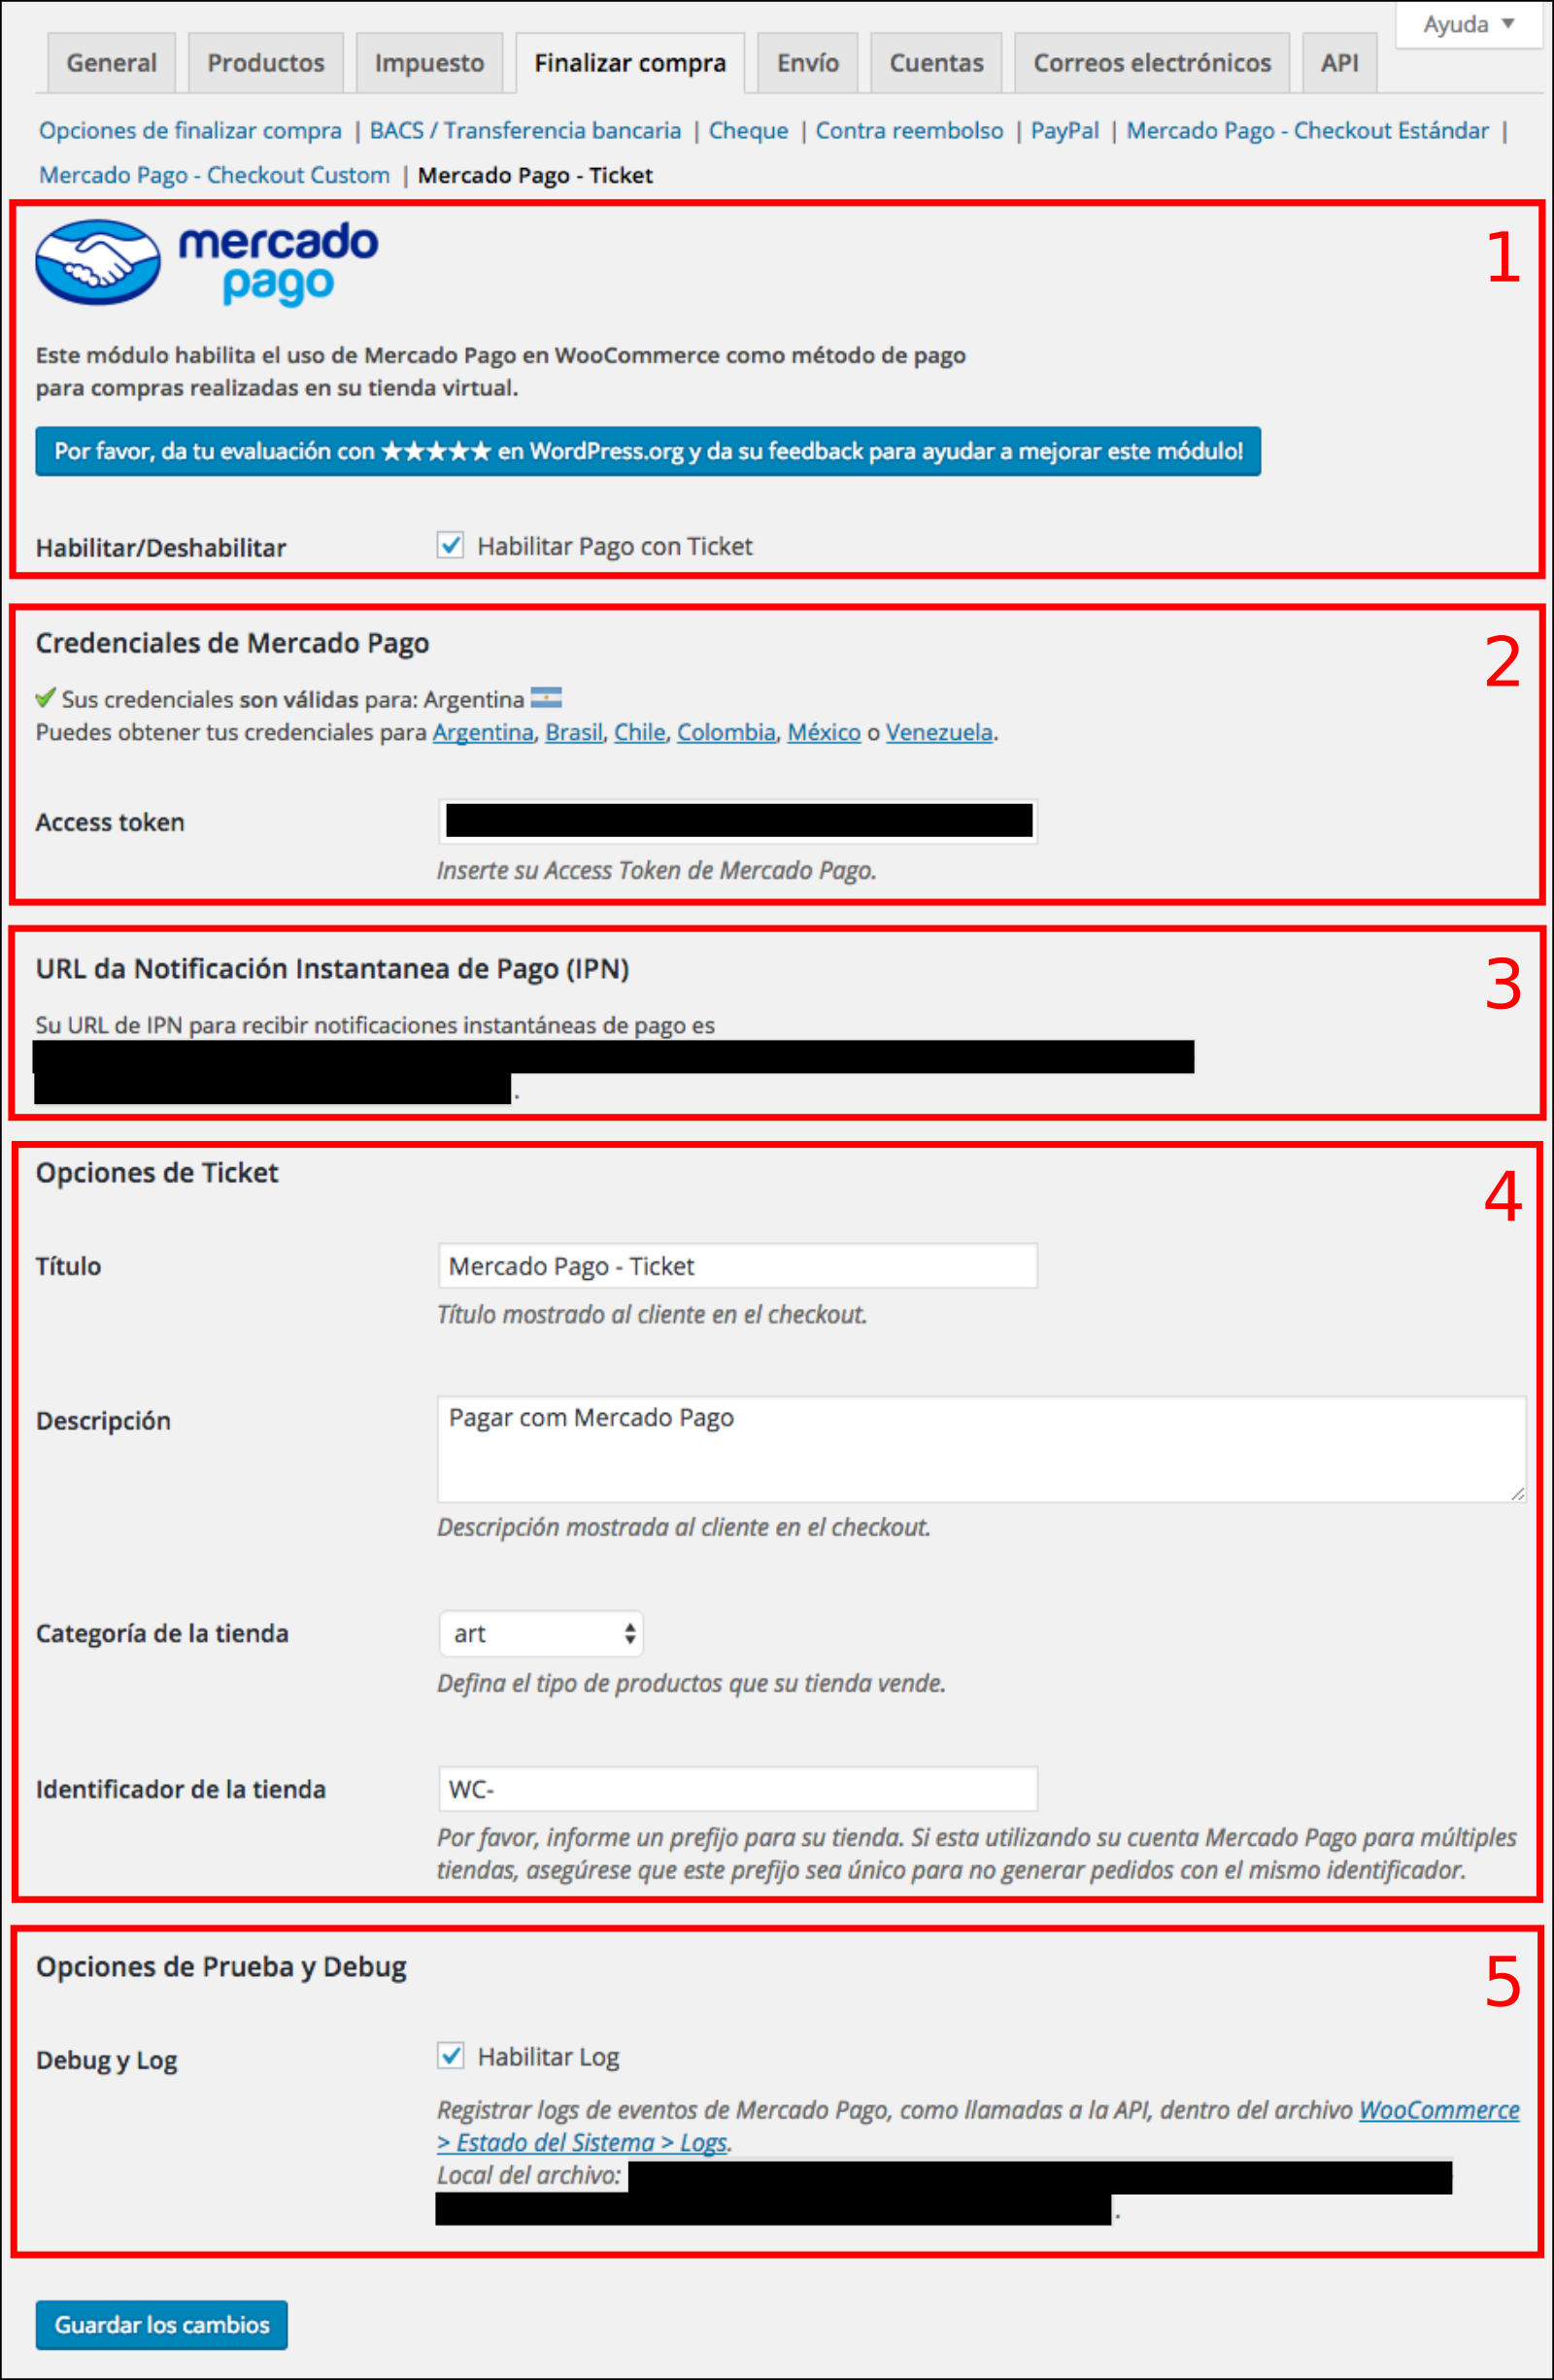 Ayuda ▼
General Productos Impuesto Finalizar compra Envío Cuentas Correos electrónicos API
Opciones de finalizar compra | BACS / Transferencia bancaria | Cheque | Contra reembolso | PayPal | Mercado Pago - Checkout Estándar |
Mercado Pago - Checkout Custom | Mercado Pago - Ticket
1
mercado
pago
Este módulo habilita el uso de Mercado Pago en WooCommerce como método de pago
para compras realizadas en su tienda virtual.
Por favor, da tu evaluación con ★★★★★ en WordPress.org y da su feedback para ayudar a mejorar este módulo!
Habilitar/Deshabilitar Habilitar Pago con Ticket
2
Credenciales de Mercado Pago
Sus credenciales son válidas para: Argentina
Puedes obtener tus credenciales para Argentina, Brasil, Chile, Colombia, México o Venezuela.
Access token
Inserte su Access Token de Mercado Pago.
3
URL da Notificación Instantanea de Pago (IPN)
Su URL de IPN para recibir notificaciones instantáneas de pago es
.
4
Opciones de Ticket
Título Mercado Pago - Ticket
Título mostrado al cliente en el checkout.
Descripción Pagar com Mercado Pago
Descripción mostrada al cliente en el checkout.
Categoría de la tienda art
Defina el tipo de productos que su tienda vende.
Identificador de la tienda WC-
Por favor, informe un prefijo para su tienda. Si esta utilizando su cuenta Mercado Pago para múltiples
tiendas, asegúrese que este prefijo sea único para no generar pedidos con el mismo identificador.
5
Opciones de Prueba y Debug
Debug y Log Habilitar Log
Registrar logs de eventos de Mercado Pago, como llamadas a la API, dentro del archivo WooCommerce
> Estado del Sistema > Logs.
Local del archivo:
.
Guardar los cambios